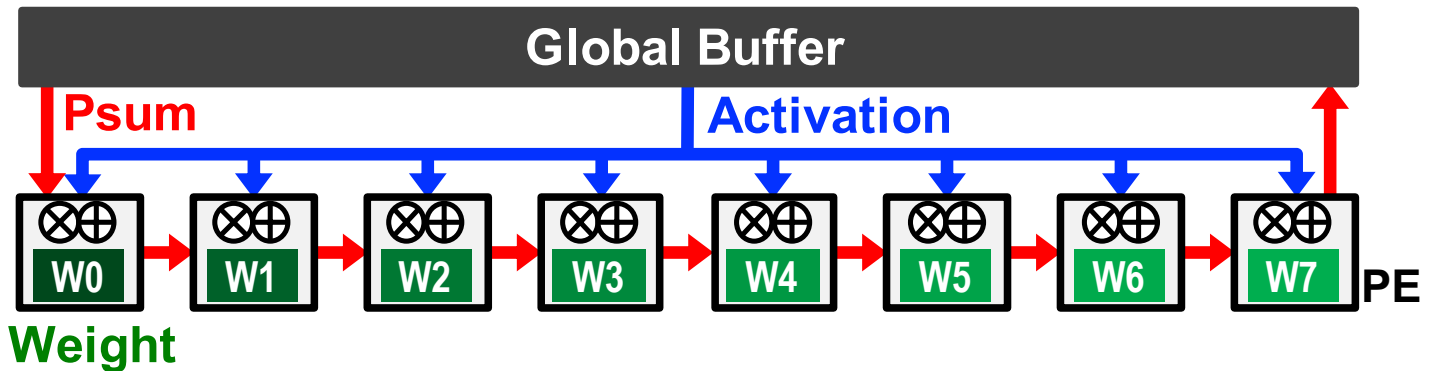 Global Buffer
Psum
Activation
W0 W1 W2 W3 W4 W5 W6 W7
PE
Weight